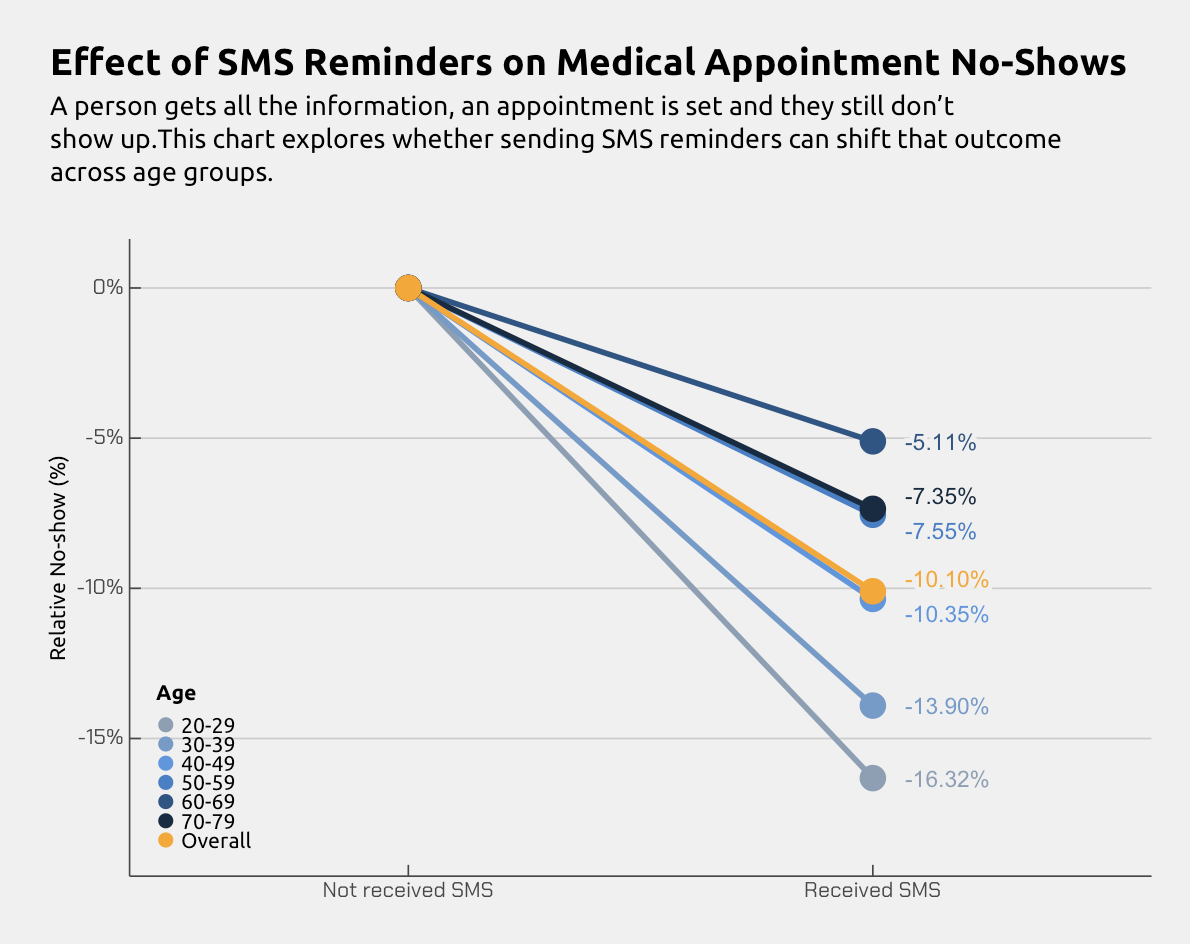 Effect of SMS Reminders on Medical Appointment No-Shows
A person gets all the information, an appointment is set and they still don’t
show up.This chart explores whether sending SMS reminders can shift that outcome
across age groups.
Relative No-show (%)
0%
-5%
-10%
-15%
-5.11%
-7.35%
-7.55%
-10.10%
-10.35%
-13.90%
-16.32%
Age
20-29
30-39
40-49
50-59
60-69
70-79
Overall
Not received SMS
Received SMS